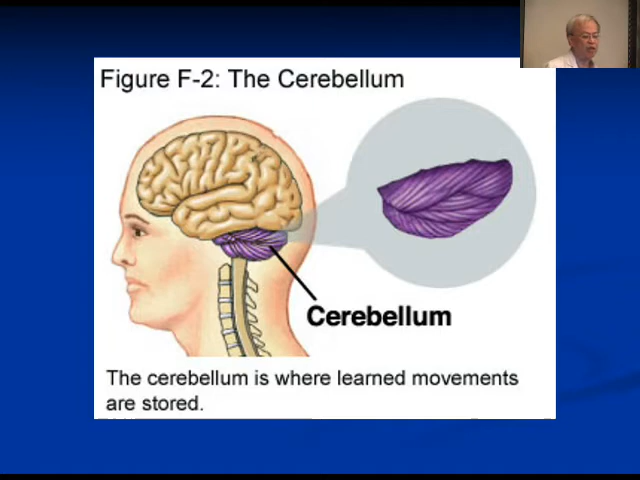 Figure F-2: The Cerebellum
Cerebellum
The cerebellum is where learned movements
are stored.